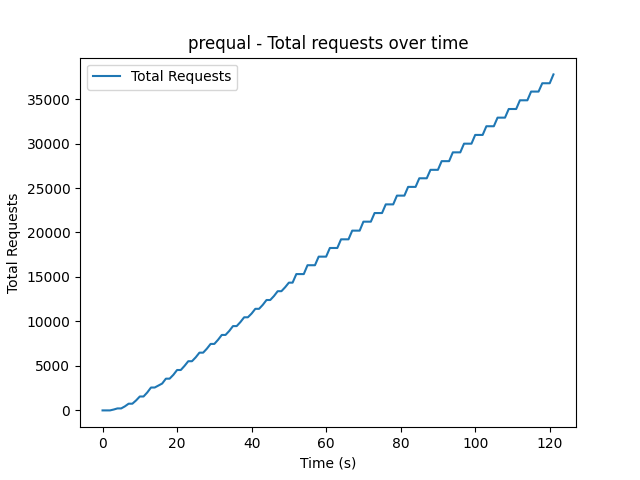 prequal - Total requests over time
Total Requests
Total Requests
35000
30000
25000
20000
15000
10000
5000
0
0 20 40 60 80 100 120
Time (s)